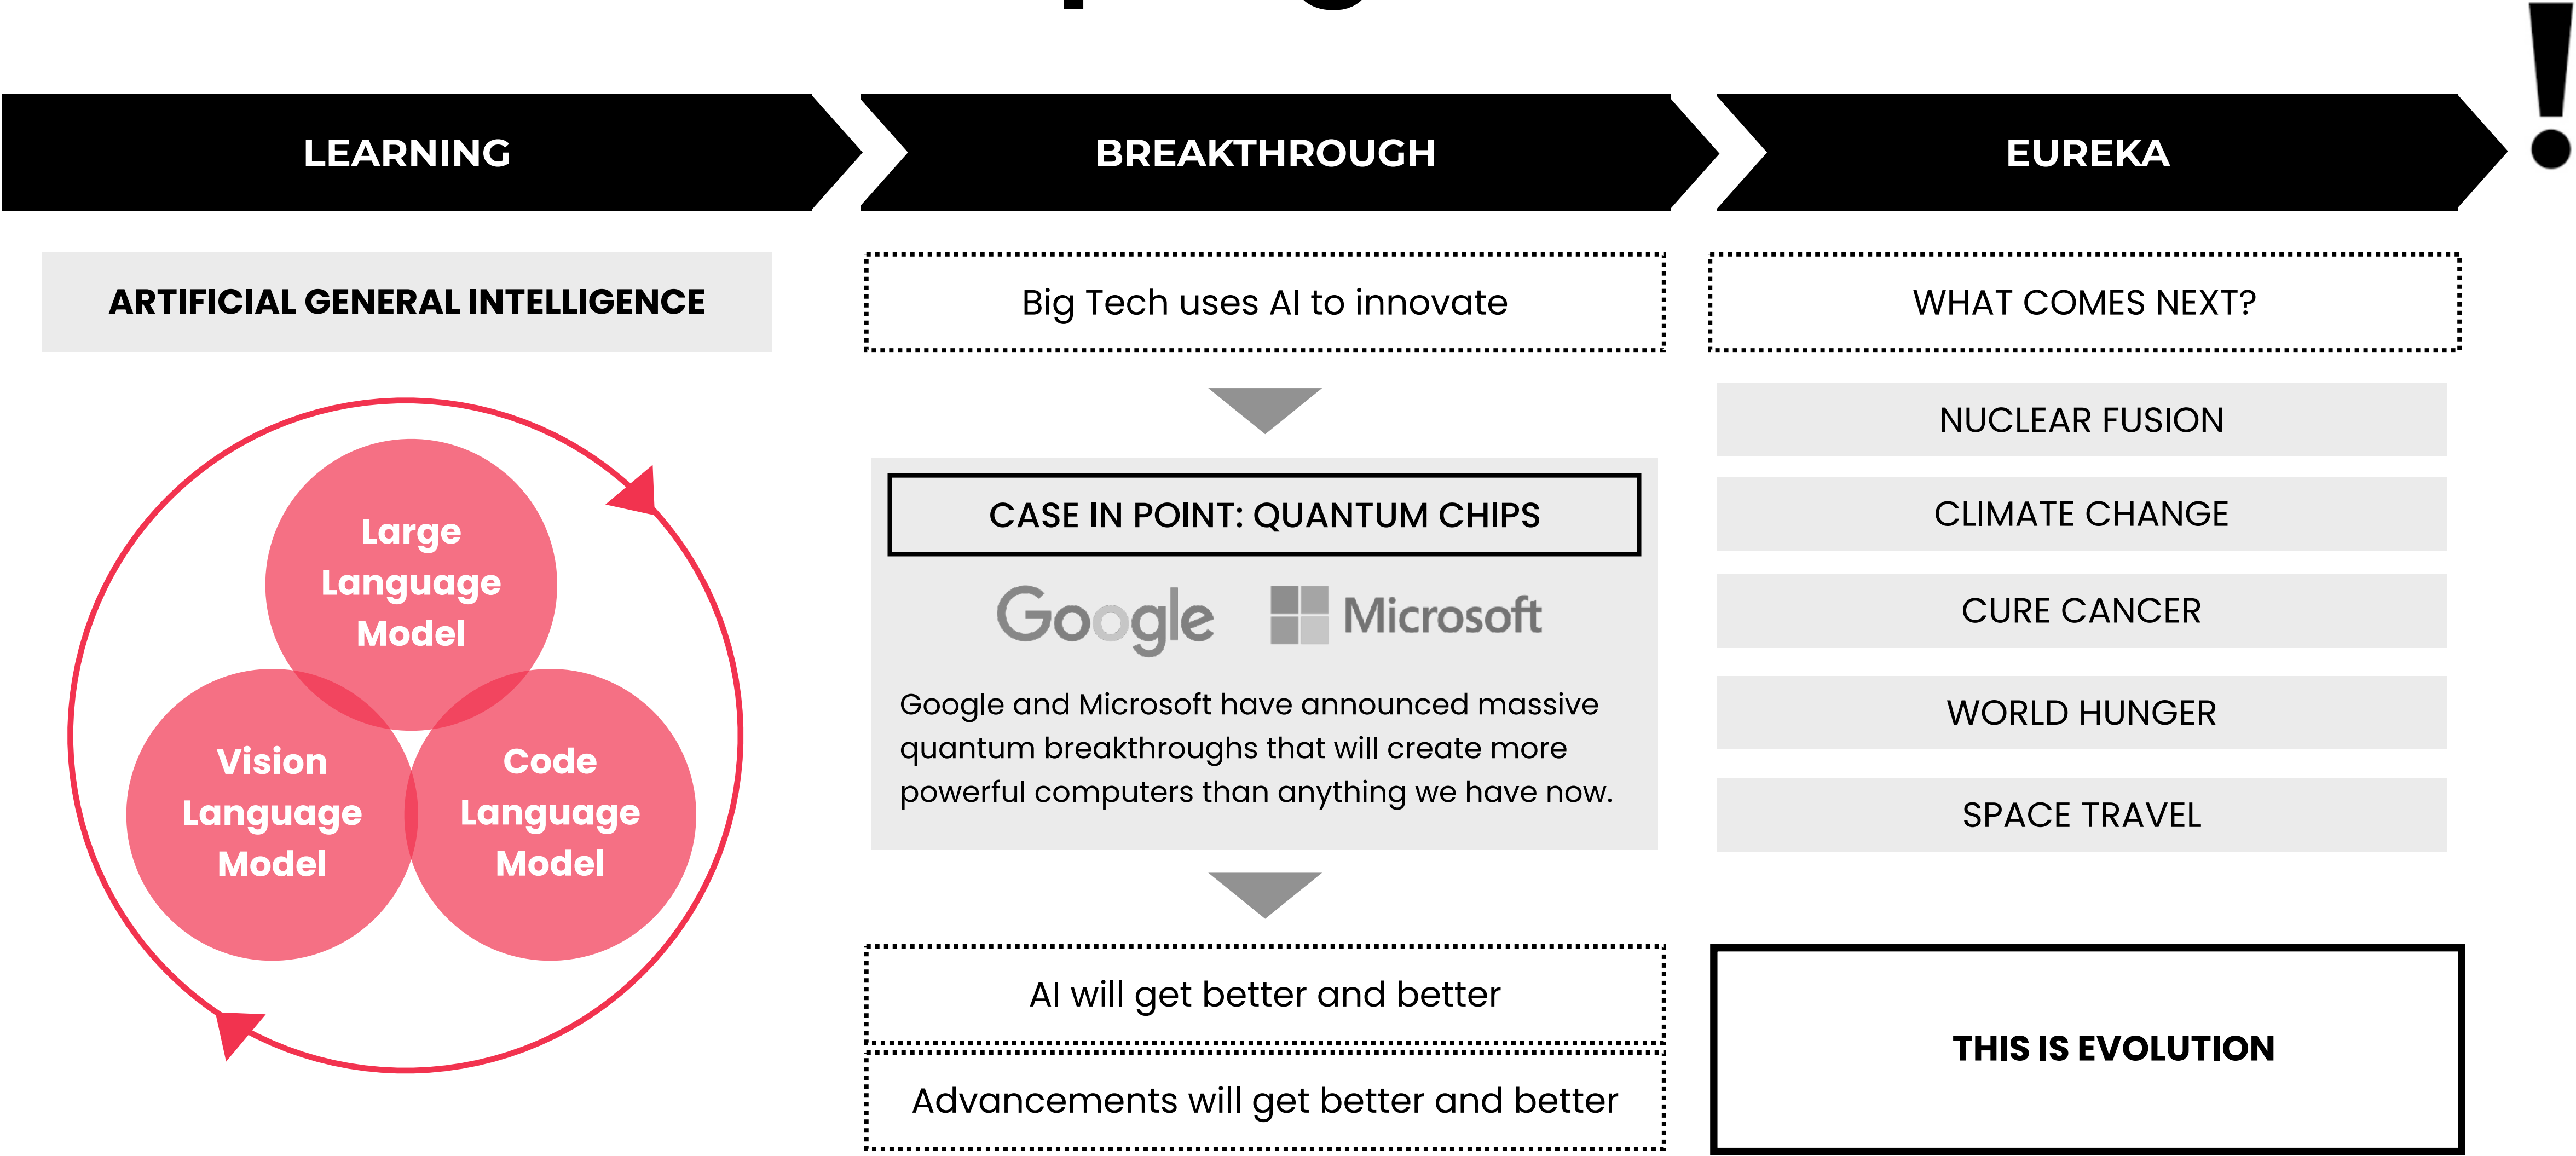 LEARNING
BREAKTHROUGH
EUREKA
!
ARTIFICIAL GENERAL INTELLIGENCE
Large
Language
Model
Vision
Language
Model
Code
Language
Model
Big Tech uses AI to innovate
CASE IN POINT: QUANTUM CHIPS
Google
Microsoft
Google and Microsoft have announced massive
quantum breakthroughs that will create more
powerful computers than anything we have now.
AI will get better and better
Advancements will get better and better
WHAT COMES NEXT?
NUCLEAR FUSION
CLIMATE CHANGE
CURE CANCER
WORLD HUNGER
SPACE TRAVEL
THIS IS EVOLUTION